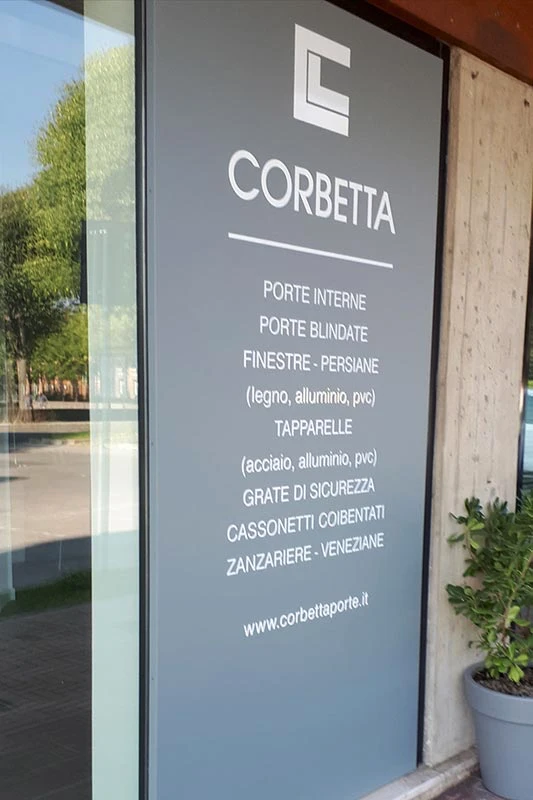 CORBETTA
PORTE INTERNE
PORTE BLINDATE
FINESTRE - PERSIANE
(legno, alluminio, pvc)
TAPPARELLE
(acciaio, alluminio, pvc)
GRATE DI SICUREZZA
CASSONETTI COIBENTATI
ZANZARIERE - VENEZIANE
www.corbettaporte.it